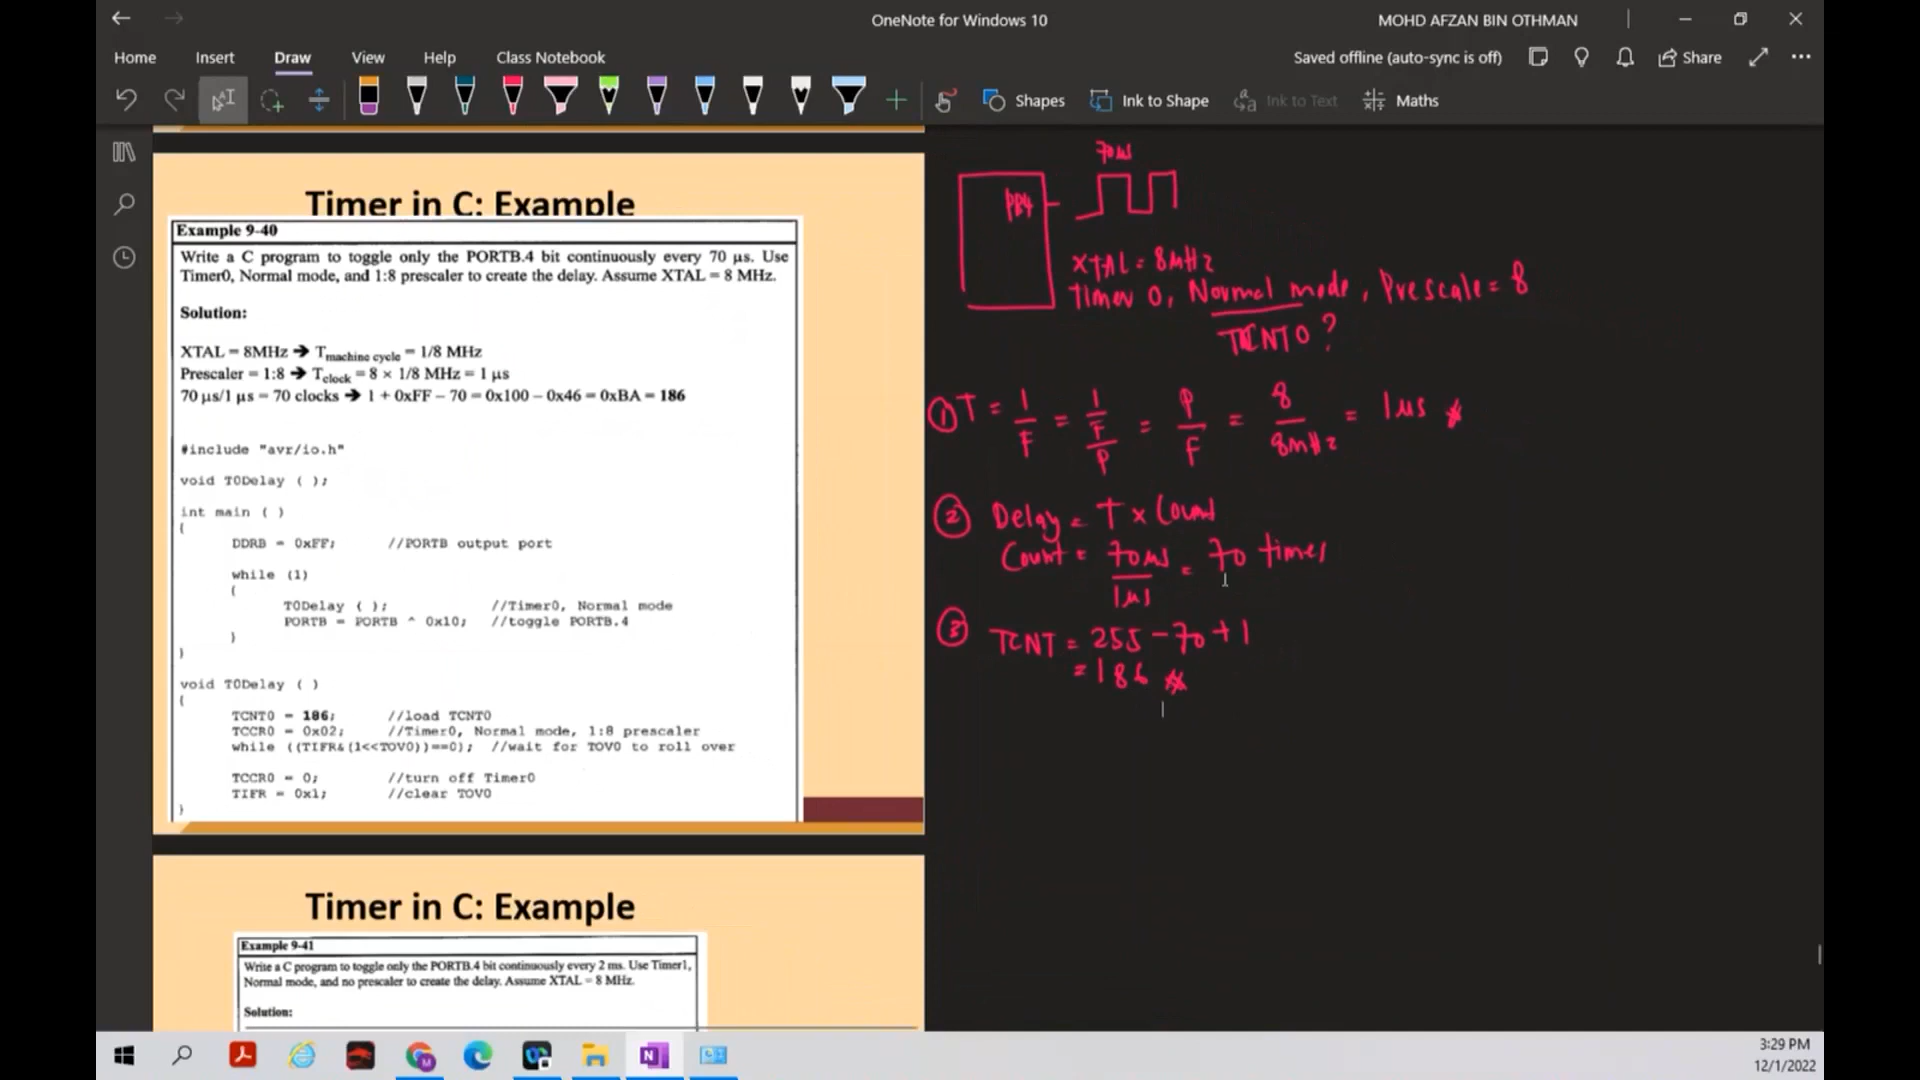 OneNote for Windows 10
MOHD AFZAN BIN OTHMAN
Home Insert Draw View Help Class Notebook
Saved offline (auto-sync is off) Share
Shapes Ink to Shape Ink to Text Maths
Timer in C: Example
Example 9-40
Write a C program to toggle only the PORTB.4 bit continuously every 70 µs. Use
Timer0, Normal mode, and 1:8 prescaler to create the delay. Assume XTAL = 8 MHz.
Solution:
XTAL = 8MHz ➔ Tmachine cycle = 1/8 MHz
Prescaler = 1:8 ➔ Tclock = 8 × 1/8 MHz = 1 µs
70 µs/1 µs = 70 clocks ➔ 1 + 0xFF – 70 = 0x100 – 0x46 = 0xBA = 186
#include "avr/io.h"
void T0Delay ( );
int main ( )
{
DDRB = 0xFF; //PORTB output port
while (1)
{
T0Delay ( ); //Timer0, Normal mode
PORTB = PORTB ^ 0x10; //toggle PORTB.4
}
}
void T0Delay ( )
{
TCNT0 = 186; //load TCNT0
TCCR0 = 0x02; //Timer0, Normal mode, 1:8 prescaler
while ((TIFR&(1<<TOV0))==0); //wait for TOV0 to roll over
TCCR0 = 0; //turn off Timer0
TIFR = 0x1; //clear TOV0
}
Timer in C: Example
Example 9-41
Write a C program to toggle only the PORTB.4 bit continuously every 2 ms. Use Timer1,
Normal mode, and no prescaler to create the delay. Assume XTAL = 8 MHz.
Solution:
70 µs
PB4
XTAL = 8MHz
Timer 0, Normal mode, Prescale = 8
TCNT0?
① T = 1/F = 1/(F/P) = P/F = 8/8MHz = 1µs
② Delay = T × Count
Count = 70µs/1µs = 70 times
③ TCNT = 255 - 70 + 1
= 186
3:29 PM
12/1/2022